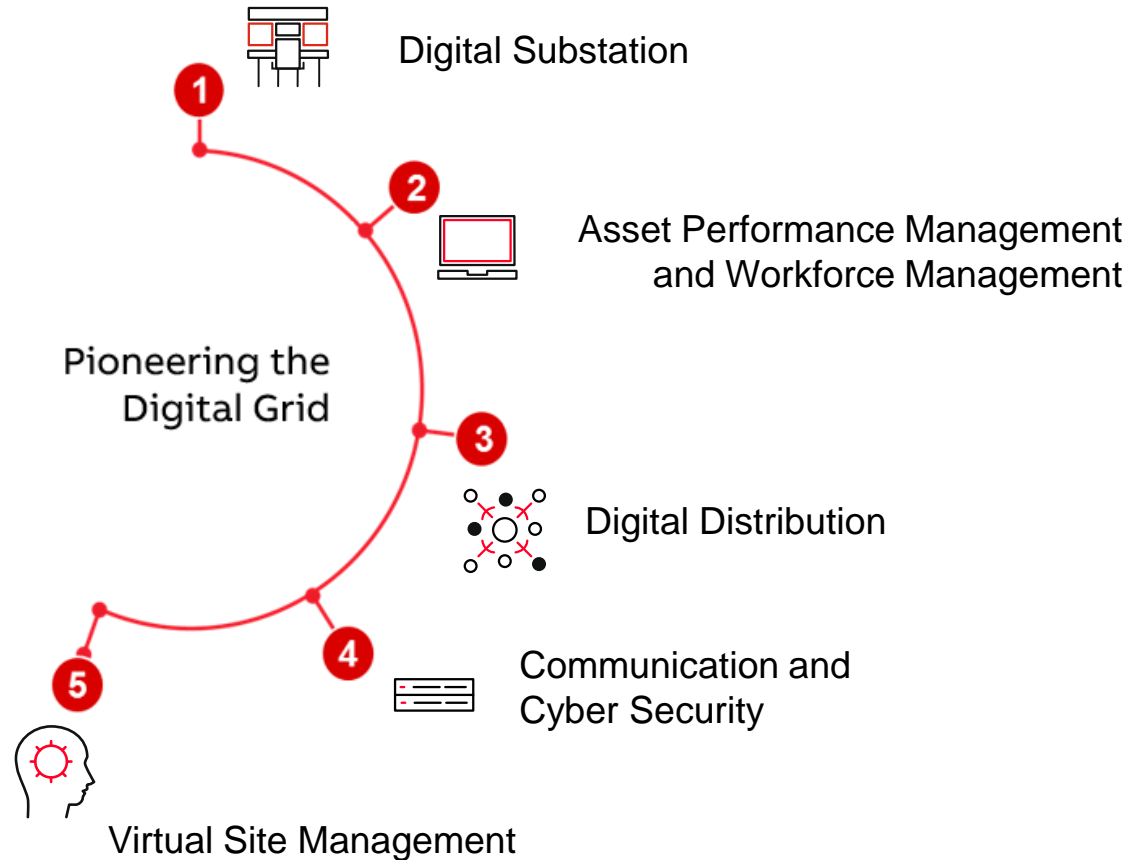 1
Digital Substation
2
Asset Performance Management
and Workforce Management
Pioneering the
Digital Grid
3
Digital Distribution
4
Communication and
Cyber Security
5
Virtual Site Management